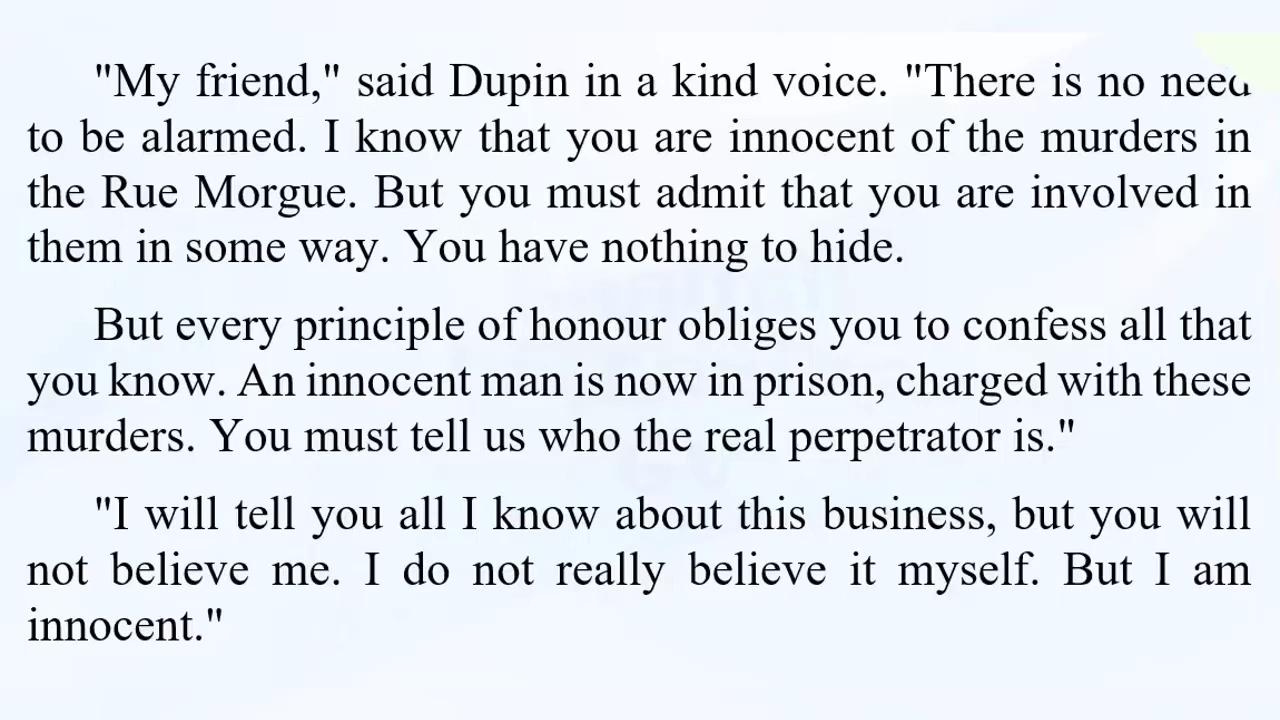 "My friend," said Dupin in a kind voice. "There is no need
to be alarmed. I know that you are innocent of the murders in
the Rue Morgue. But you must admit that you are involved in
them in some way. You have nothing to hide.
But every principle of honour obliges you to confess all that
you know. An innocent man is now in prison, charged with these
murders. You must tell us who the real perpetrator is."
"I will tell you all I know about this business, but you will
not believe me. I do not really believe it myself. But I am
innocent."